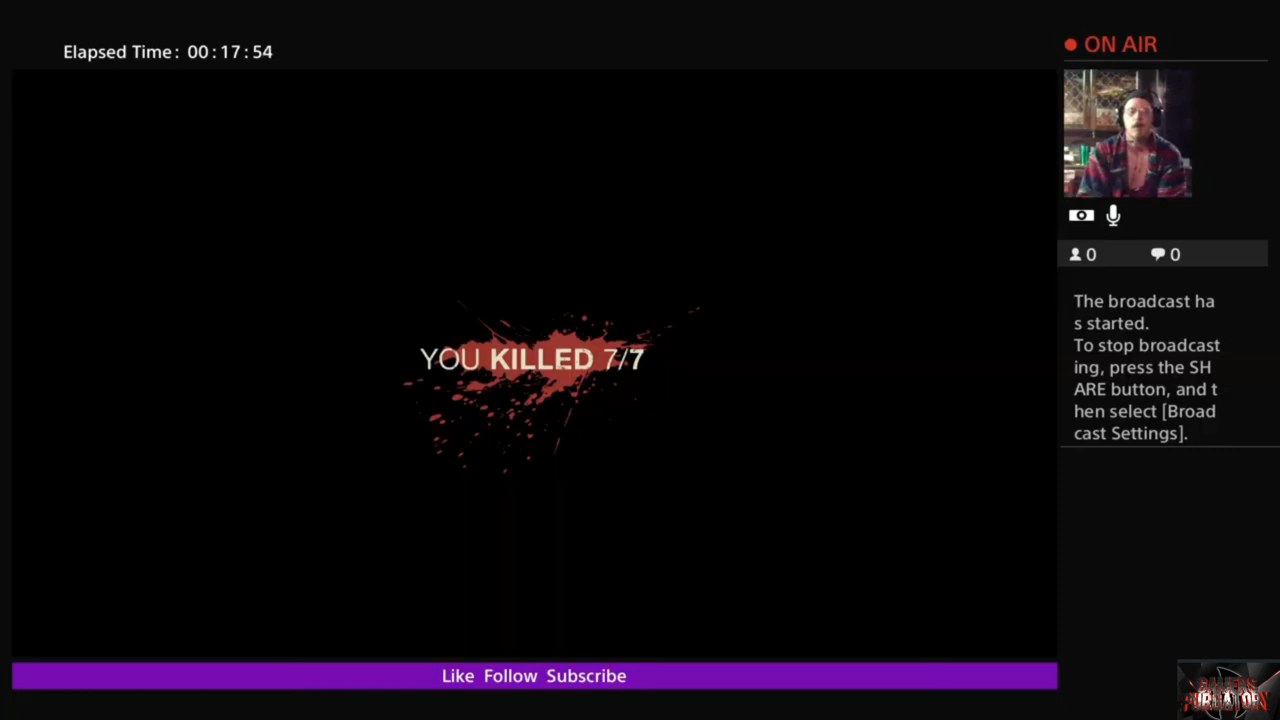 Elapsed Time: 00:17:54
ON AIR
YOU KILLED 7/7
0
0
The broadcast ha
s started.
To stop broadcast
ing, press the SH
ARE button, and t
hen select [Broad
cast Settings].
Like Follow Subscribe